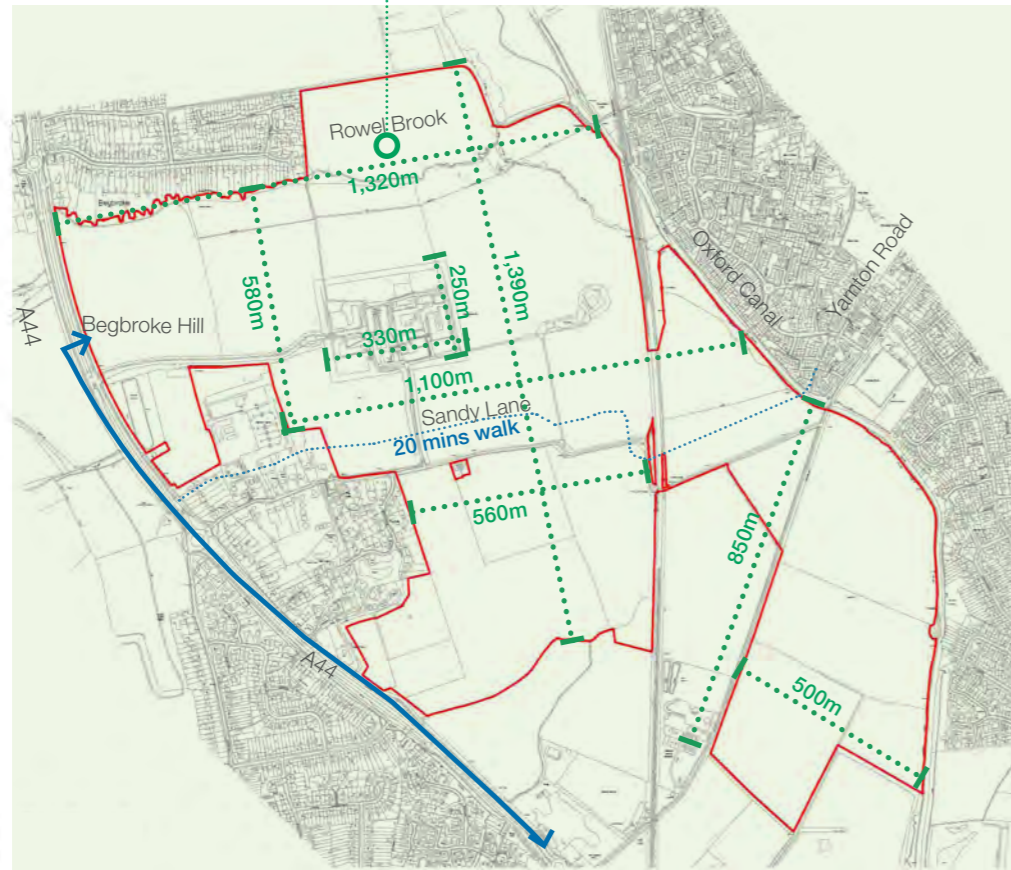 Rowel Brook
1,320m
Begbroke
580m
250m
1,390m
330m
Oxford Canal
Yarnton Road
A44
Begbroke Hill
1,100m
Sandy Lane
20 mins walk
560m
850m
A44
500m